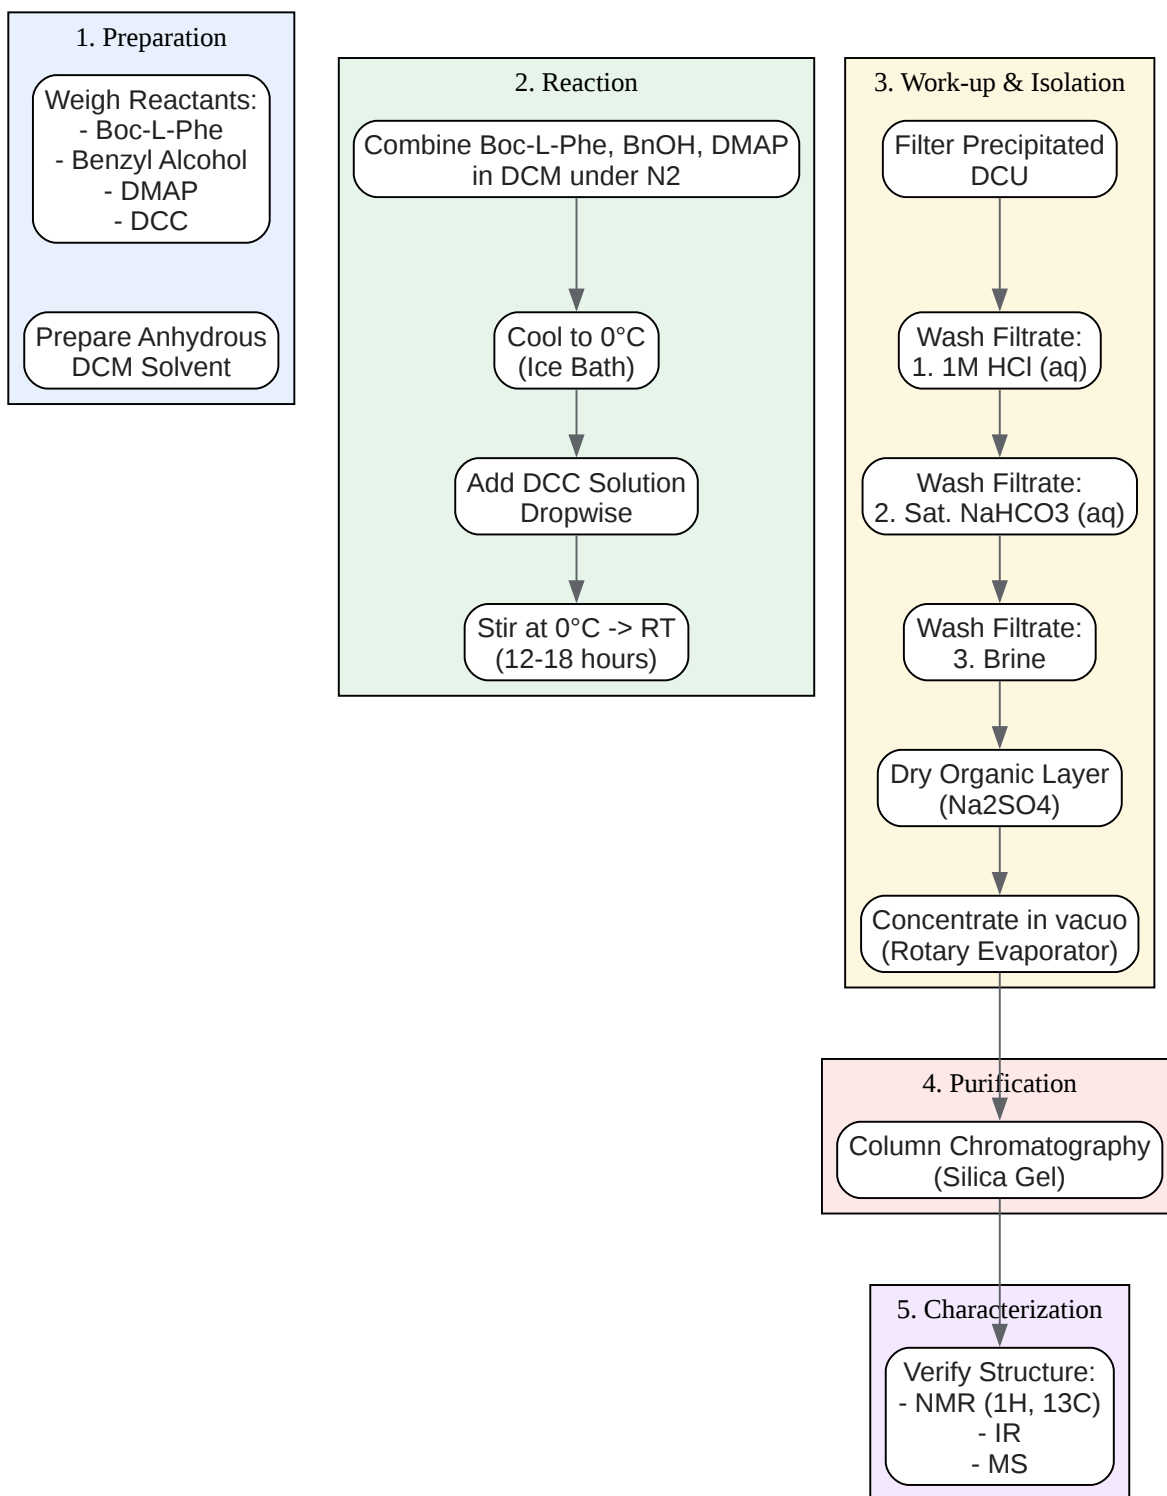 1. Preparation
Weigh Reactants:
- Boc-L-Phe
- Benzyl Alcohol
- DMAP
- DCC
Prepare Anhydrous
DCM Solvent
2. Reaction
Combine Boc-L-Phe, BnOH, DMAP
in DCM under N2
Cool to 0°C
(Ice Bath)
Add DCC Solution
Dropwise
Stir at 0°C -> RT
(12-18 hours)
3. Work-up & Isolation
Filter Precipitated
DCU
Wash Filtrate:
1. 1M HCl (aq)
Wash Filtrate:
2. Sat. NaHCO3 (aq)
Wash Filtrate:
3. Brine
Dry Organic Layer
(Na2SO4)
Concentrate in vacuo
(Rotary Evaporator)
4. Purification
Column Chromatography
(Silica Gel)
5. Characterization
Verify Structure:
- NMR (1H, 13C)
- IR
- MS